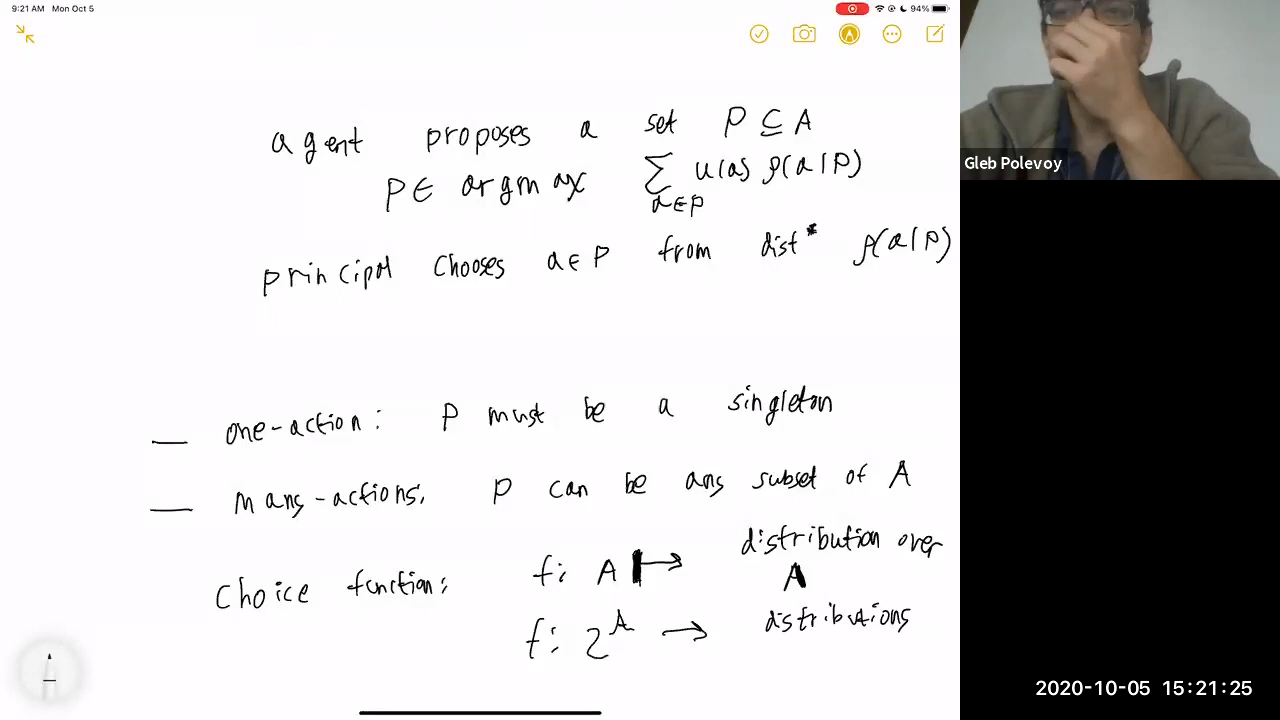 9:21 AM Mon Oct 5
94%
agent proposes a set P ⊆ A
P ∈ argmax ∑ u(a) ρ(a|P)
a∈P
Gleb Polevoy
principal chooses a∈P from dist* ρ(a|P)
— one-action: P must be a singleton
— many-actions: P can be any subset of A
Choice function: f: A ↦ distribution over A
f: 2^A → distributions
2020-10-05 15:21:25